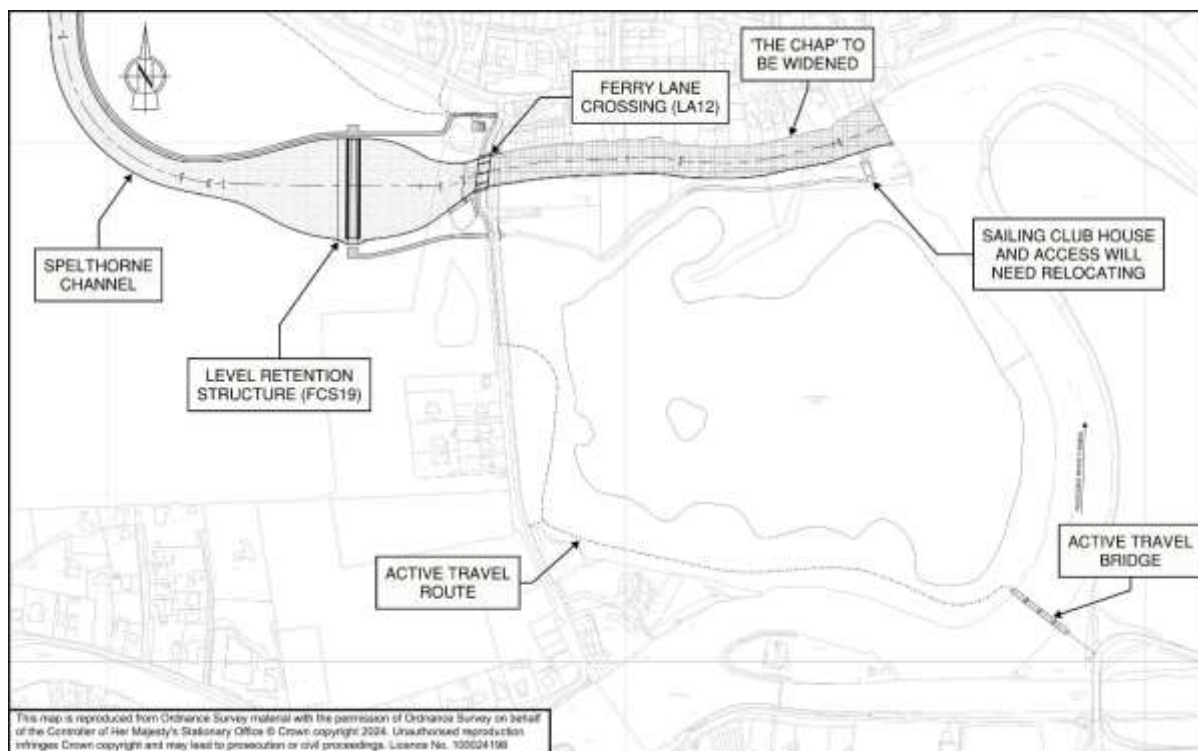 'THE CHAP' TO
BE WIDENED
FERRY LANE
CROSSING (LA12)
SPELTHORNE
CHANNEL
SAILING CLUB HOUSE
AND ACCESS WILL
NEED RELOCATING
LEVEL RETENTION
STRUCTURE (FCS19)
ACTIVE TRAVEL
BRIDGE
ACTIVE TRAVEL
ROUTE
This map is reproduced from Ordnance Survey material with the permission of Ordnance Survey on behalf
of the Controller of Her Majesty's Stationary Office © Crown copyright 2024. Unauthorised reproduction
infringes Crown copyright and may lead to prosecution or civil proceedings. Licence No. 100024198